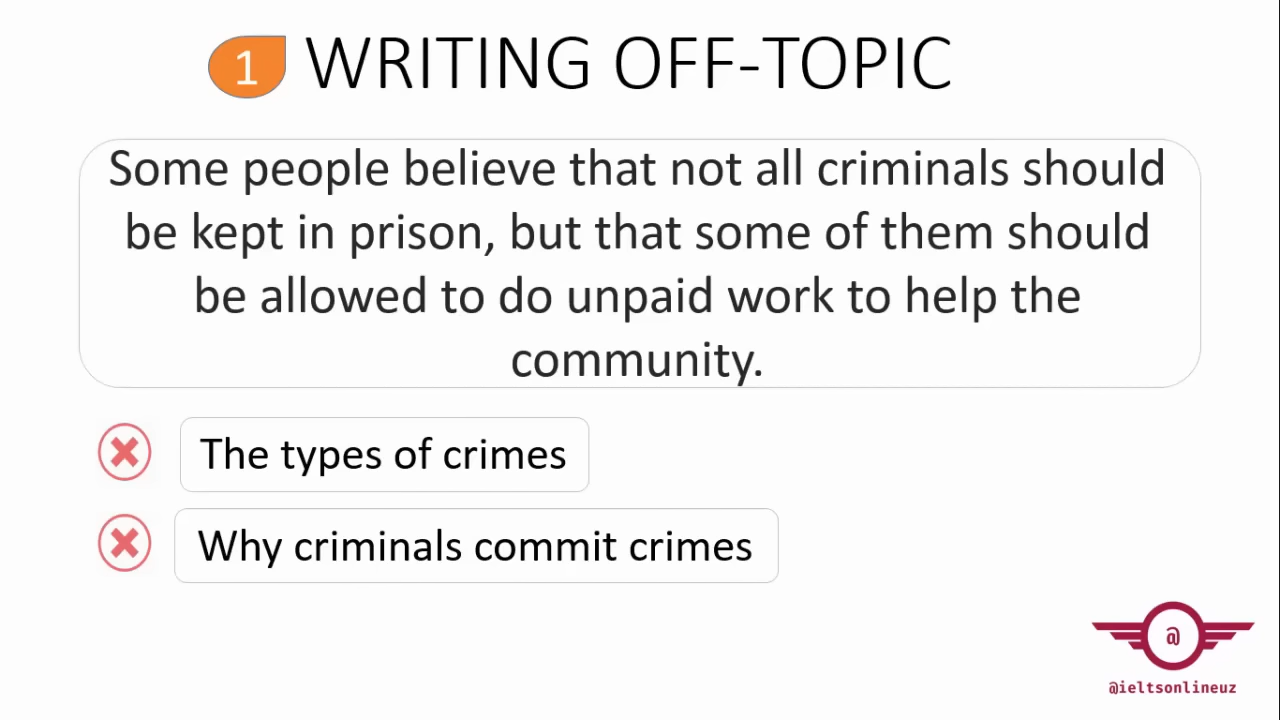 1 WRITING OFF-TOPIC
Some people believe that not all criminals should
be kept in prison, but that some of them should
be allowed to do unpaid work to help the
community.
The types of crimes
Why criminals commit crimes
@
@ieltsonlineuz